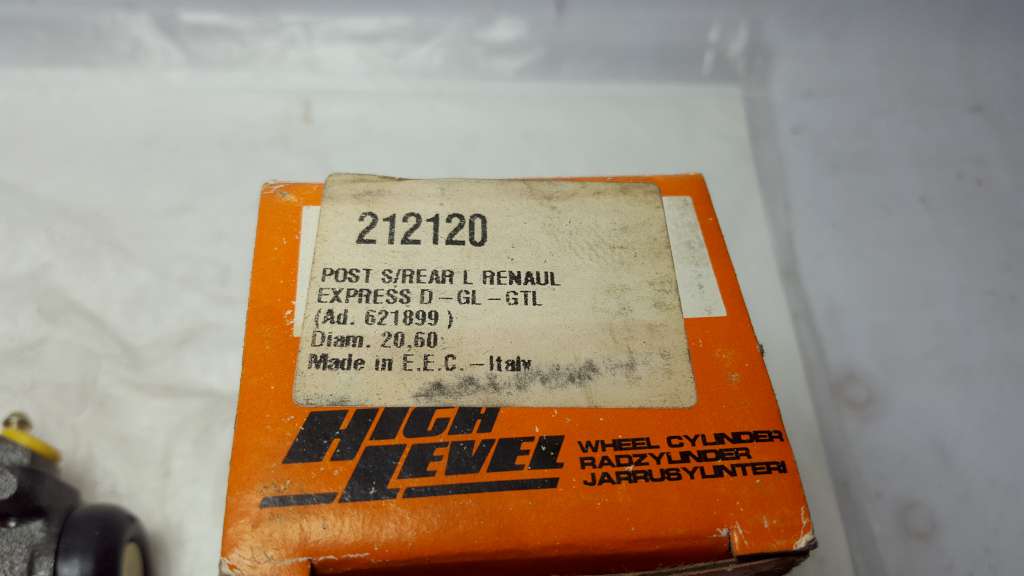 212120
POST S/REAR L RENAUL
EXPRESS D-GL-GTL
(Ad. 621899)
Diam. 20,60
Made in E.E.C.-Italy
HIGH LEVEL
WHEEL CYLINDER
RADZYLINDER
JARRUSYLINTERI